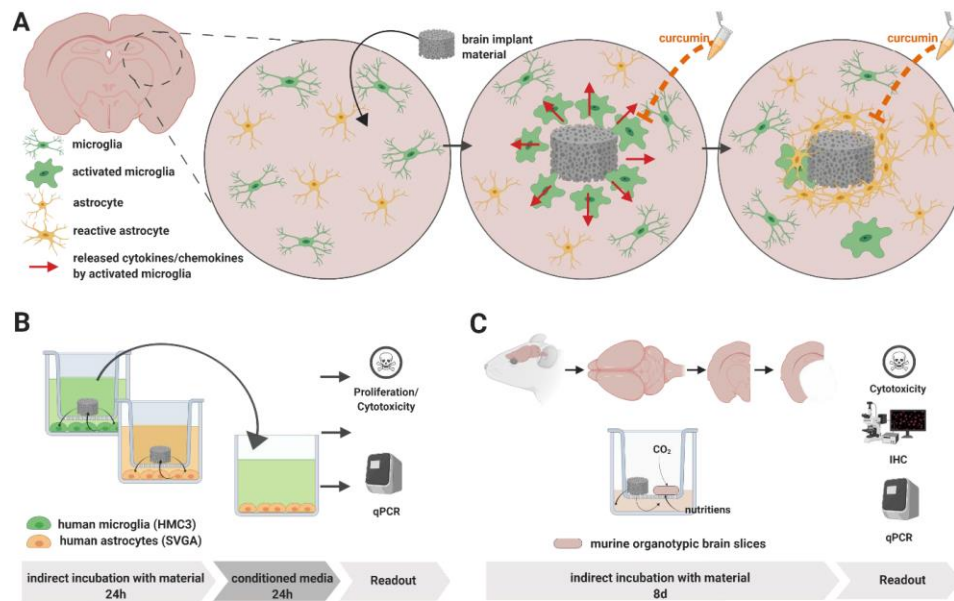 A
brain implant
material
curcumin
curcumin
microglia
activated microglia
astrocyte
reactive astrocyte
released cytokines/chemokines
by activated microglia
B
Proliferation/
Cytotoxicity
qPCR
human microglia (HMC3)
human astrocytes (SVGA)
indirect incubation with material
24h
conditioned media
24h
Readout
C
Cytotoxicity
IHC
qPCR
CO₂
nutritiens
murine organotypic brain slices
indirect incubation with material
8d
Readout